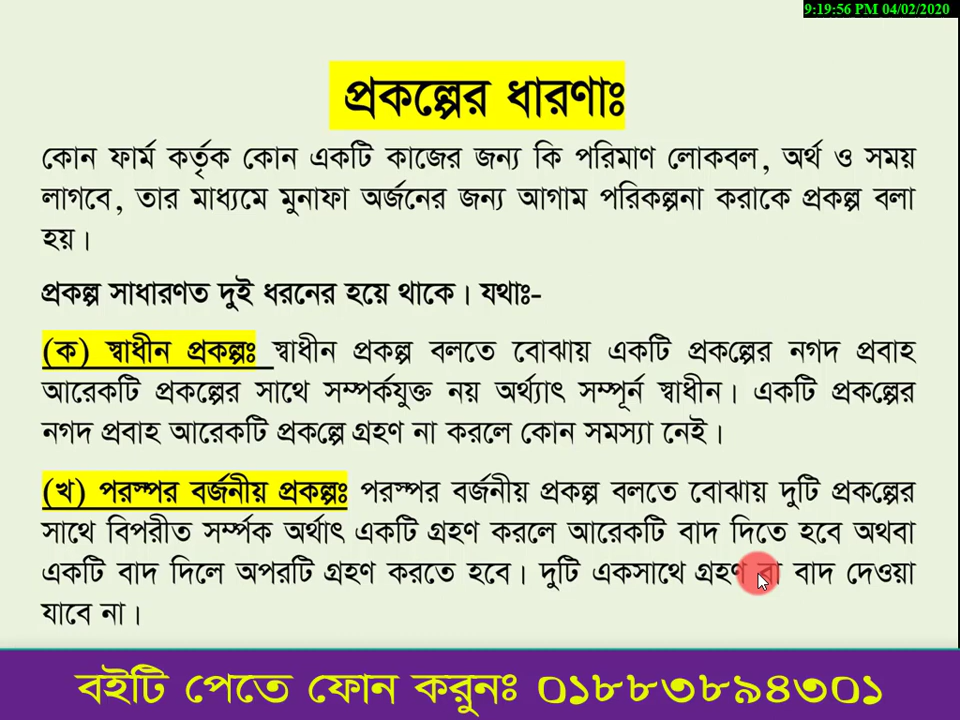 9:19:56 PM 04/02/2020
প্রকল্পের ধারণাঃ
কোন ফার্ম কর্তৃক কোন একটি কাজের জন্য কি পরিমাণ লোকবল, অর্থ ও সময়
লাগবে, তার মাধ্যমে মুনাফা অর্জনের জন্য আগাম পরিকল্পনা করাকে প্রকল্প বলা
হয়।
প্রকল্প সাধারণত দুই ধরনের হয়ে থাকে। যথাঃ-
(ক) স্বাধীন প্রকল্পঃ স্বাধীন প্রকল্প বলতে বোঝায় একটি প্রকল্পের নগদ প্রবাহ
আরেকটি প্রকল্পের সাথে সম্পর্কযুক্ত নয় অর্থ্যাৎ সম্পূর্ন স্বাধীন। একটি প্রকল্পের
নগদ প্রবাহ আরেকটি প্রকল্পে গ্রহণ না করলে কোন সমস্যা নেই।
(খ) পরস্পর বর্জনীয় প্রকল্পঃ পরস্পর বর্জনীয় প্রকল্প বলতে বোঝায় দুটি প্রকল্পের
সাথে বিপরীত সর্ম্পক অর্থাৎ একটি গ্রহণ করলে আরেকটি বাদ দিতে হবে অথবা
একটি বাদ দিলে অপরটি গ্রহণ করতে হবে। দুটি একসাথে গ্রহণ বা বাদ দেওয়া
যাবে না।
বইটি পেতে ফোন করুনঃ ০১৮৮৩৮৯৪৩০১